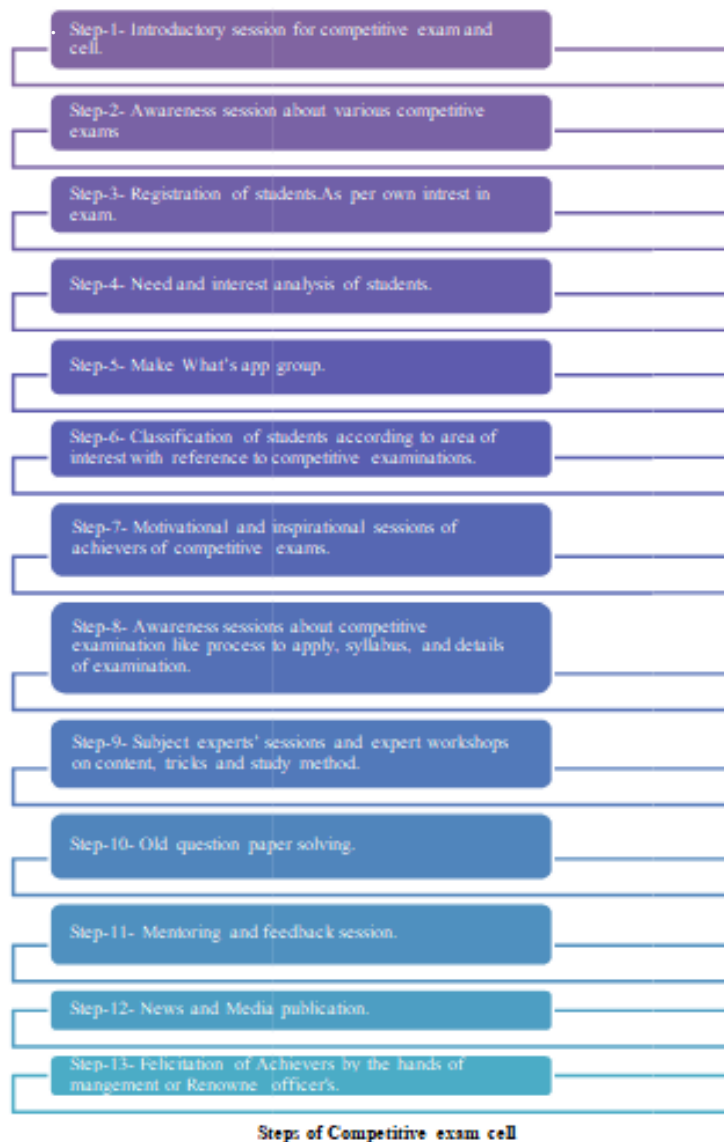 Step-1- Introductory session for competitive exam and
cell.
Step-2- Awareness session about various competitive
exams
Step-3- Registration of students.As per own intrest in
exam.
Step-4- Need and interest analysis of students.
Step-5- Make What's app group.
Step-6- Classification of students according to area of
interest with reference to competitive examinations.
Step-7- Motivational and inspirational sessions of
achievers of competitive exams.
Step-8- Awareness sessions about competitive
examination like process to apply, syllabus, and details
of examination.
Step-9- Subject experts' sessions and expert workshops
on content, tricks and study method.
Step-10- Old question paper solving.
Step-11- Mentoring and feedback session.
Step-12- News and Media publication.
Step-13- Felicitation of Achievers by the hands of
mangement or Renowne officer's.
Steps of Competitive exam cell